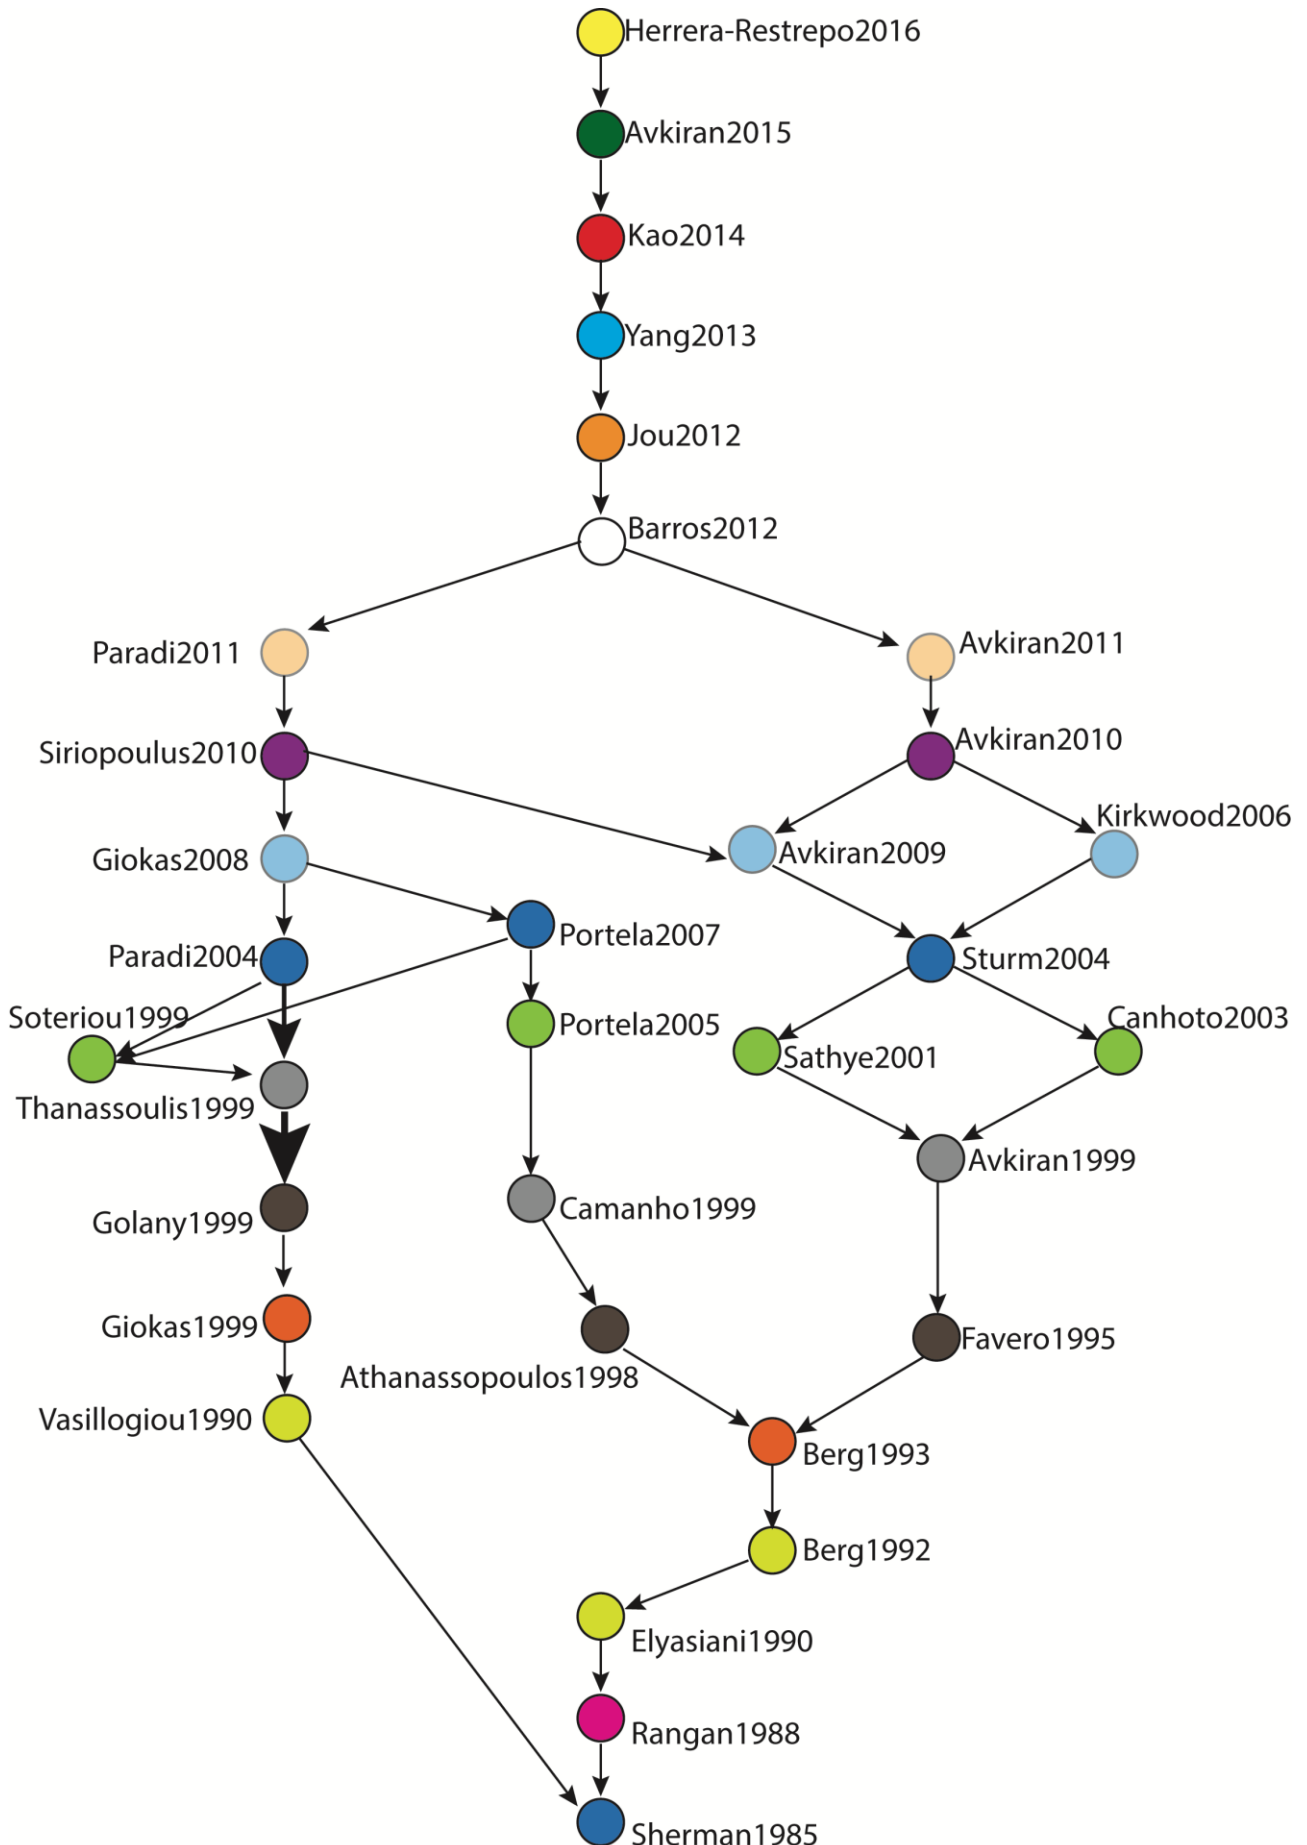 Herrera-Restrepo2016
Avkiran2015
Kao2014
Yang2013
Jou2012
Barros2012
Paradi2011
Avkiran2011
Siriopoulus2010
Avkiran2010
Kirkwood2006
Giokas2008
Avkiran2009
Portela2007
Paradi2004
Sturm2004
Soteriou1999
Portela2005
Canhoto2003
Sathye2001
Thanassoulis1999
Avkiran1999
Camanho1999
Golany1999
Giokas1999
Favero1995
Athanassopoulos1998
Vasillogiou1990
Berg1993
Berg1992
Elyasiani1990
Rangan1988
Sherman1985